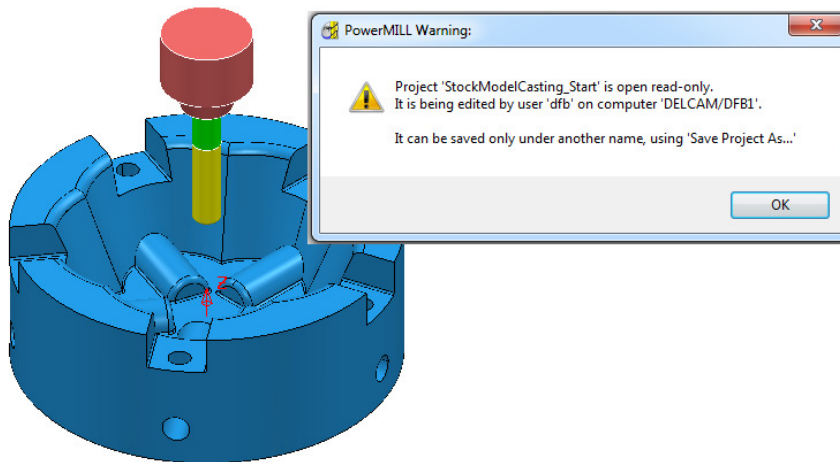 PowerMILL Warning:
Project 'StockModelCasting_Start' is open read-only.
It is being edited by user 'dfb' on computer 'DELCAM/DFB1'.
It can be saved only under another name, using 'Save Project As...'
OK
Z